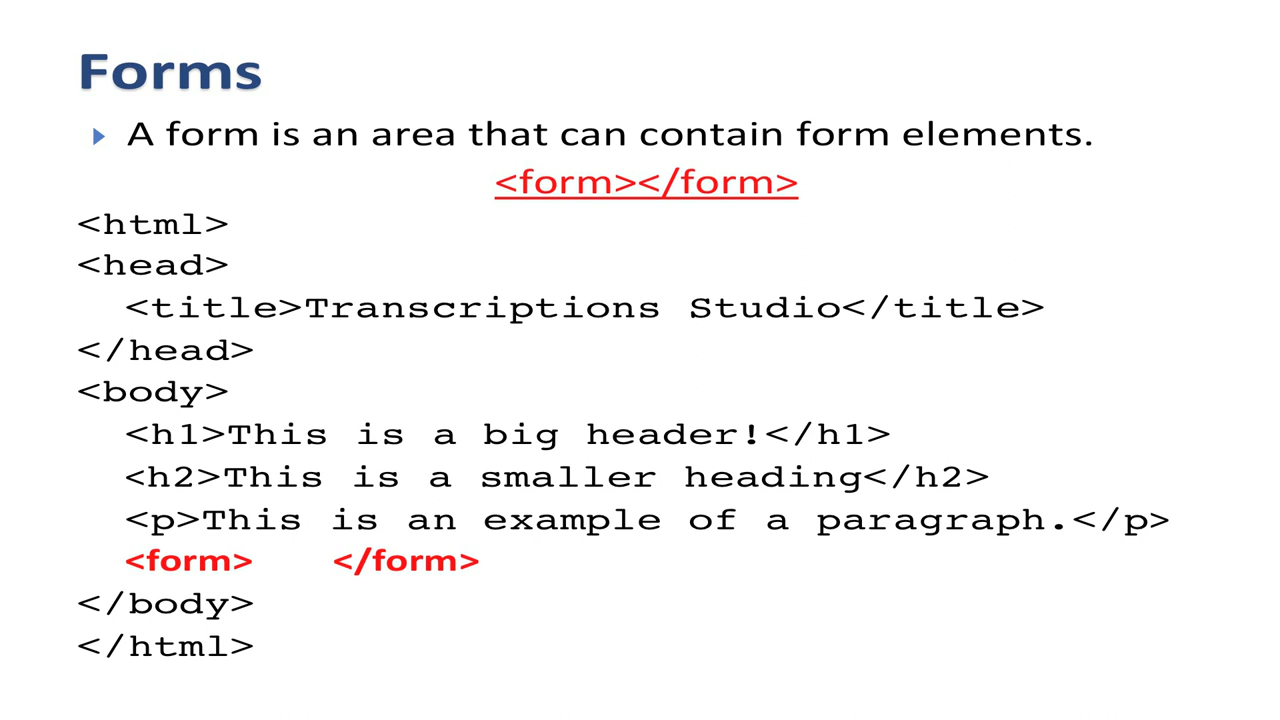 Forms
A form is an area that can contain form elements.
<form></form>
<html>
<head>
<title>Transcriptions Studio</title>
</head>
<body>
<h1>This is a big header!</h1>
<h2>This is a smaller heading</h2>
<p>This is an example of a paragraph.</p>
<form> </form>
</body>
</html>